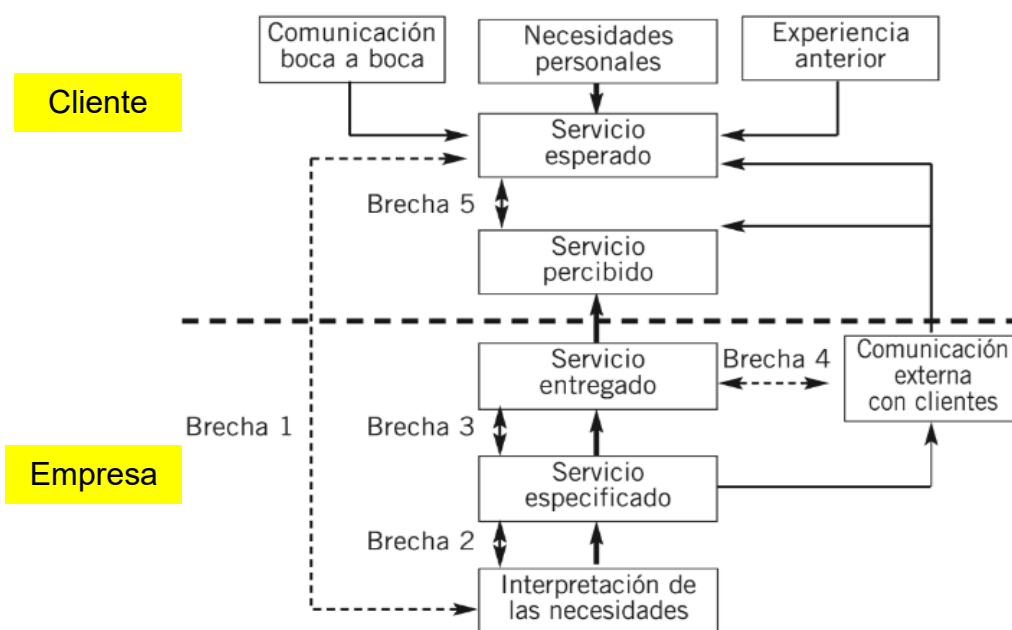 Comunicación
boca a boca
Necesidades
personales
Experiencia
anterior
Cliente
Servicio
esperado
Brecha 5
Servicio
percibido
Servicio
entregado
Brecha 4
Comunicación
externa
con clientes
Brecha 1
Brecha 3
Empresa
Servicio
especificado
Brecha 2
Interpretación de
las necesidades